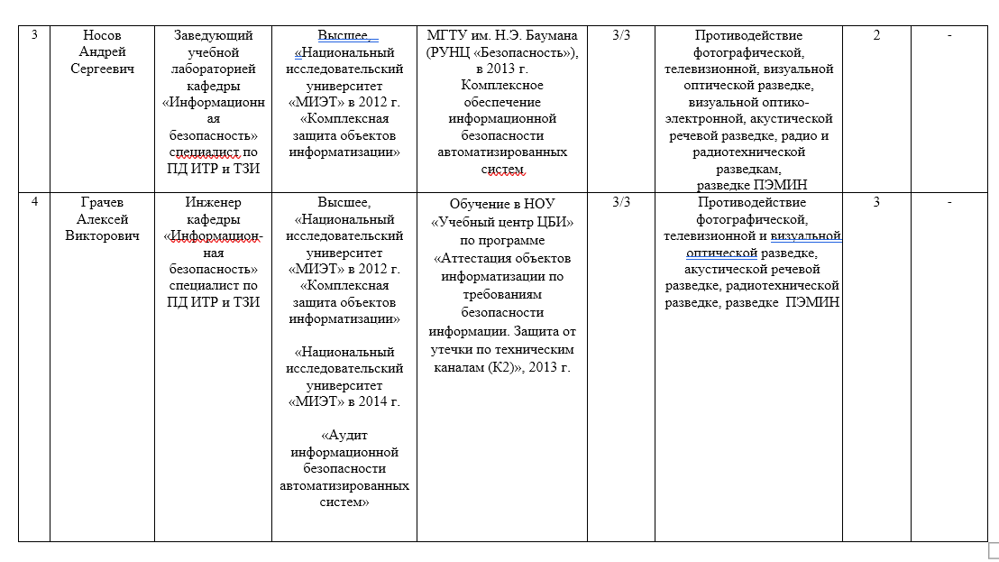 3
Носов
Андрей
Сергеевич
Заведующий
учебной
лабораторией
кафедры
«Информационн
ая
безопасность»
специалист по
ПД ИТР и ТЗИ
Высшее,
«Национальный
исследовательский
университет
«МИЭТ» в 2012 г.
«Комплексная
защита объектов
информатизации»
МГТУ им. Н.Э. Баумана
(РУНЦ «Безопасность»),
в 2013 г.
Комплексное
обеспечение
информационной
безопасности
автоматизированных
систем
3/3
Противодействие
фотографической,
телевизионной, визуальной
оптической разведке,
визуальной оптико-
электронной, акустической
речевой разведке, радио и
радиотехнической
разведкам,
разведке ПЭМИН
2
-
4
Грачев
Алексей
Викторович
Инженер
кафедры
«Информацион-
ная
безопасность»
специалист по
ПД ИТР и ТЗИ
Высшее,
«Национальный
исследовательский
университет
«МИЭТ» в 2012 г.
«Комплексная
защита объектов
информатизации»
«Национальный
исследовательский
университет
«МИЭТ» в 2014 г.
«Аудит
информационной
безопасности
автоматизированных
систем»
Обучение в НОУ
«Учебный центр ЦБИ»
по программе
«Аттестация объектов
информатизации по
требованиям
безопасности
информации. Защита от
утечки по техническим
каналам (К2)», 2013 г.
3/3
Противодействие
фотографической,
телевизионной и визуальной
оптической разведке,
акустической речевой
разведке, радиотехнической
разведке, разведке ПЭМИН
3
-